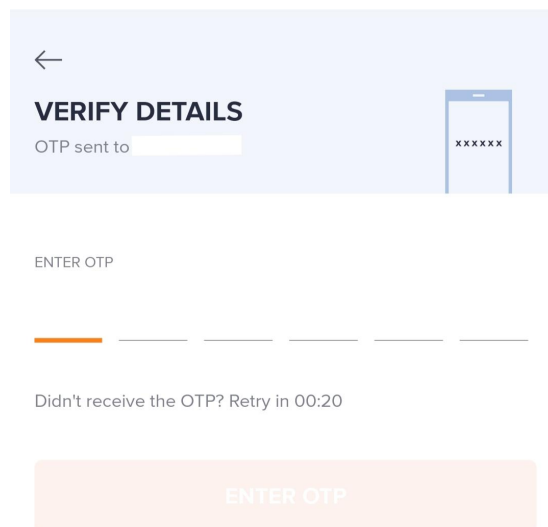 VERIFY DETAILS
OTP sent to
xxxxxx
ENTER OTP
Didn't receive the OTP? Retry in 00:20
ENTER OTP